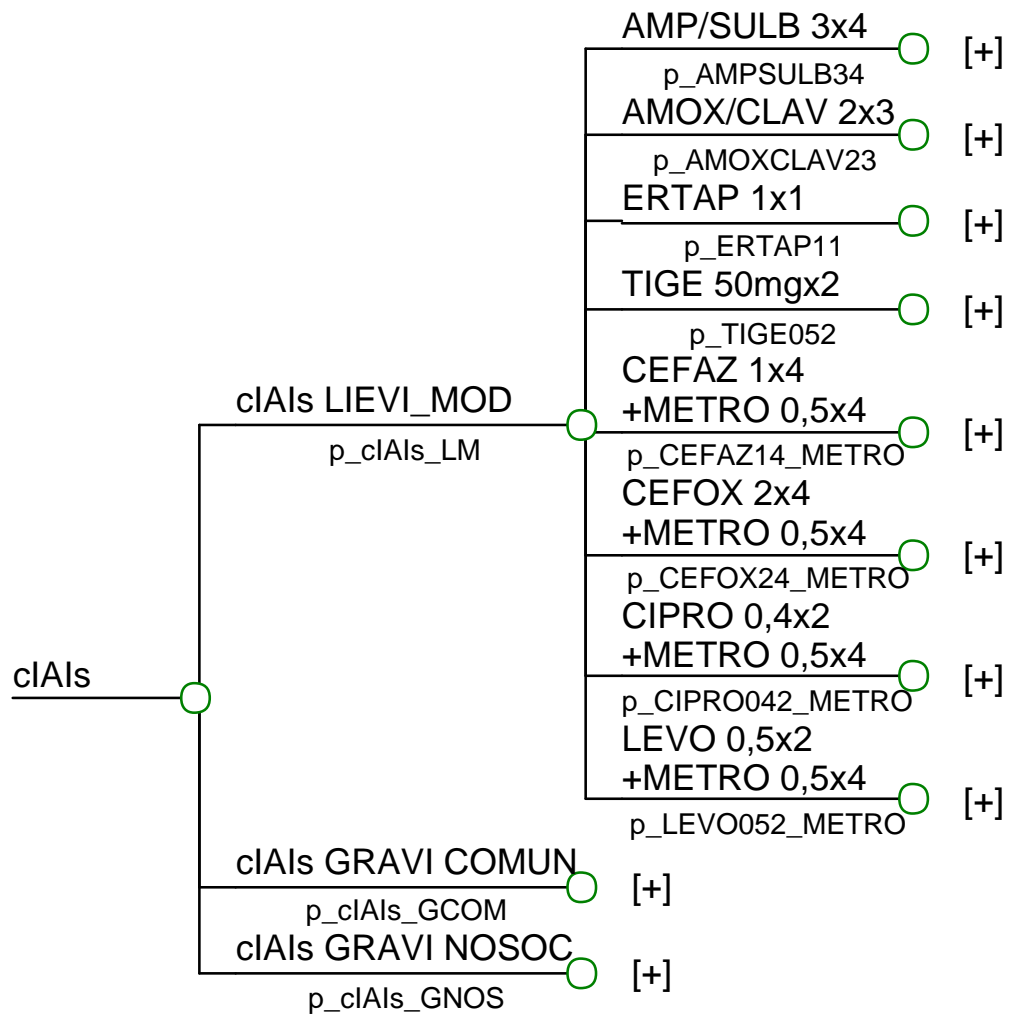 AMP/SULB 3x4
[+]
p_AMPSULB34
AMOX/CLAV 2x3
[+]
p_AMOXCLAV23
ERTAP 1x1
[+]
p_ERTAP11
TIGE 50mgx2
[+]
p_TIGE052
cIAIs LIEVI_MOD
p_cIAIs_LM
CEFAZ 1x4
+METRO 0,5x4
[+]
p_CEFAZ14_METRO
CEFOX 2x4
+METRO 0,5x4
[+]
p_CEFOX24_METRO
CIPRO 0,4x2
+METRO 0,5x4
[+]
p_CIPRO042_METRO
cIAIs
LEVO 0,5x2
+METRO 0,5x4
[+]
p_LEVO052_METRO
cIAIs GRAVI COMUN
[+]
p_cIAIs_GCOM
cIAIs GRAVI NOSOC
[+]
p_cIAIs_GNOS